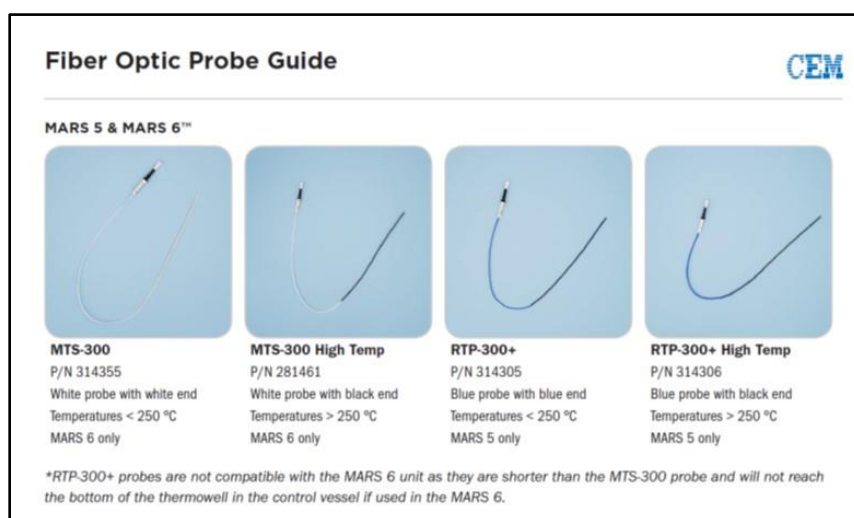 Fiber Optic Probe Guide
CEM
MARS 5 & MARS 6™
MTS-300
P/N 314355
White probe with white end
Temperatures < 250 ºC
MARS 6 only
MTS-300 High Temp
P/N 281461
White probe with black end
Temperatures > 250 ºC
MARS 6 only
RTP-300+
P/N 314305
Blue probe with blue end
Temperatures < 250 ºC
MARS 5 only
RTP-300+ High Temp
P/N 314306
Blue probe with black end
Temperatures > 250 ºC
MARS 5 only
*RTP-300+ probes are not compatible with the MARS 6 unit as they are shorter than the MTS-300 probe and will not reach
the bottom of the thermowell in the control vessel if used in the MARS 6.